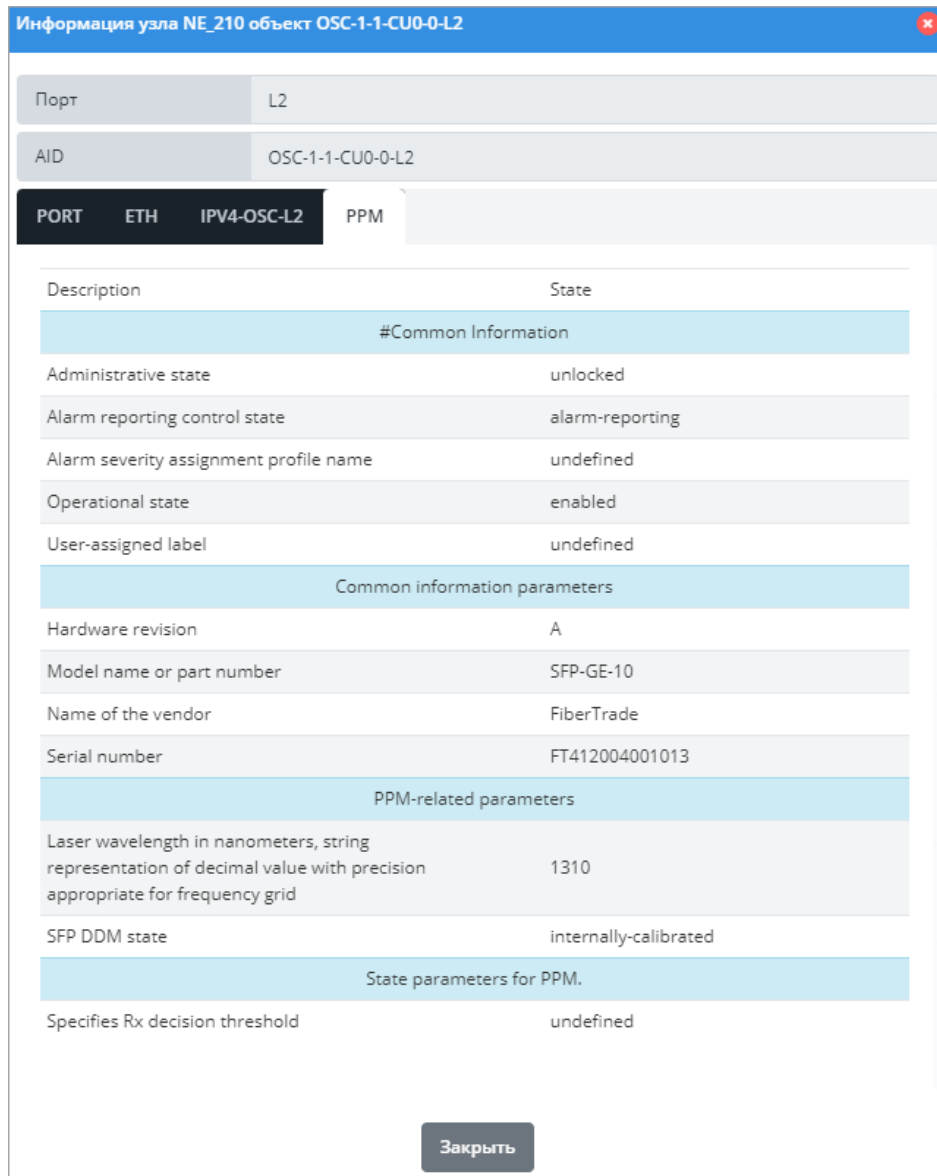 Информация узла NE_210 объект OSC-1-1-CU0-0-L2
Порт L2
AID OSC-1-1-CU0-0-L2
PORT ETH IPV4-OSC-L2 PPM
Description State
#Common Information
Administrative state unlocked
Alarm reporting control state alarm-reporting
Alarm severity assignment profile name undefined
Operational state enabled
User-assigned label undefined
Common information parameters
Hardware revision A
Model name or part number SFP-GE-10
Name of the vendor FiberTrade
Serial number FT412004001013
PPM-related parameters
Laser wavelength in nanometers, string
representation of decimal value with precision 1310
appropriate for frequency grid
SFP DDM state internally-calibrated
State parameters for PPM.
Specifies Rx decision threshold undefined
Закрыть